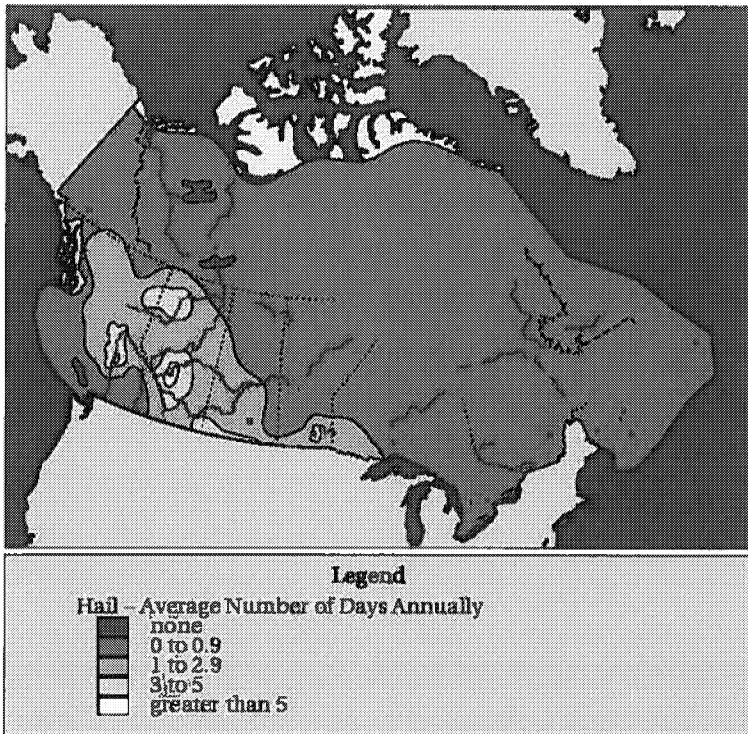 Legend
Hail – Average Number of Days Annually
none
0 to 0.9
1 to 2.9
3 to 5
greater than 5